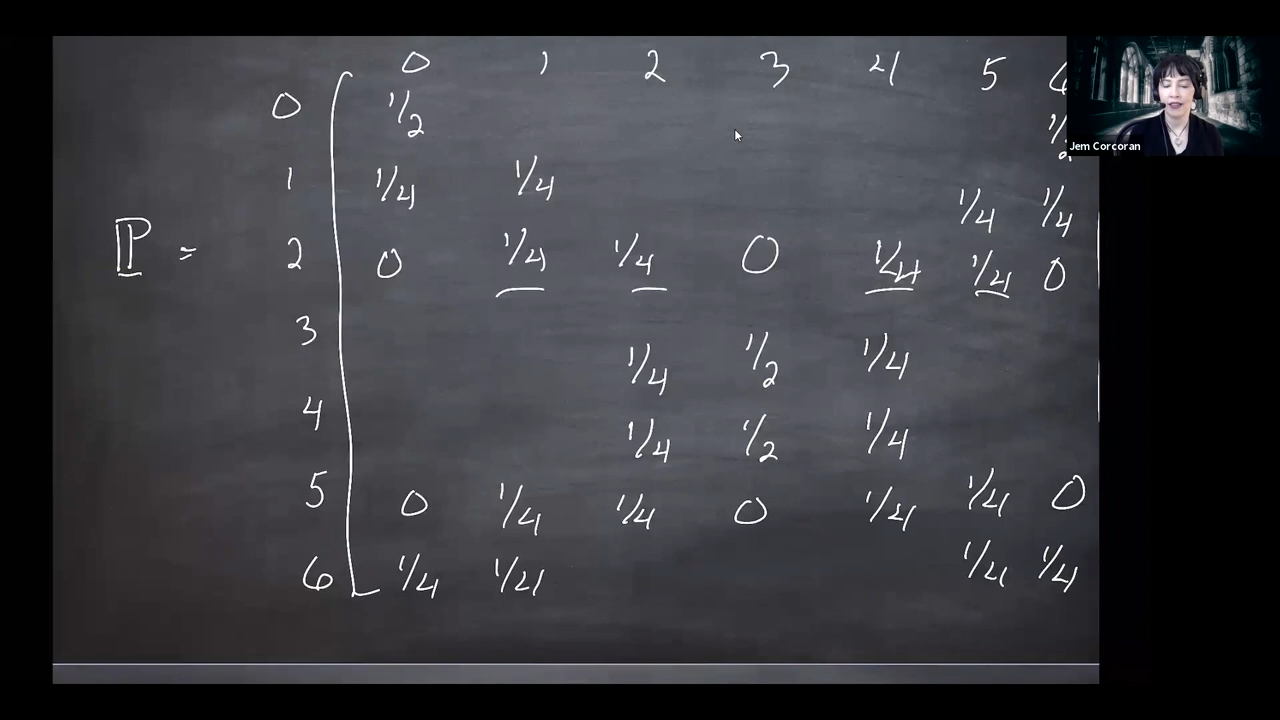 0 1 2 3 4 5 6
0 1/2 1/2
Jem Corcoran
1 1/4 1/4 1/4 1/4
P = 2 0 1/4 1/4 0 1/4 1/4 0
3 1/4 1/2 1/4
4 1/4 1/2 1/4
5 0 1/4 1/4 0 1/4 1/4 0
6 1/4 1/4 1/4 1/4